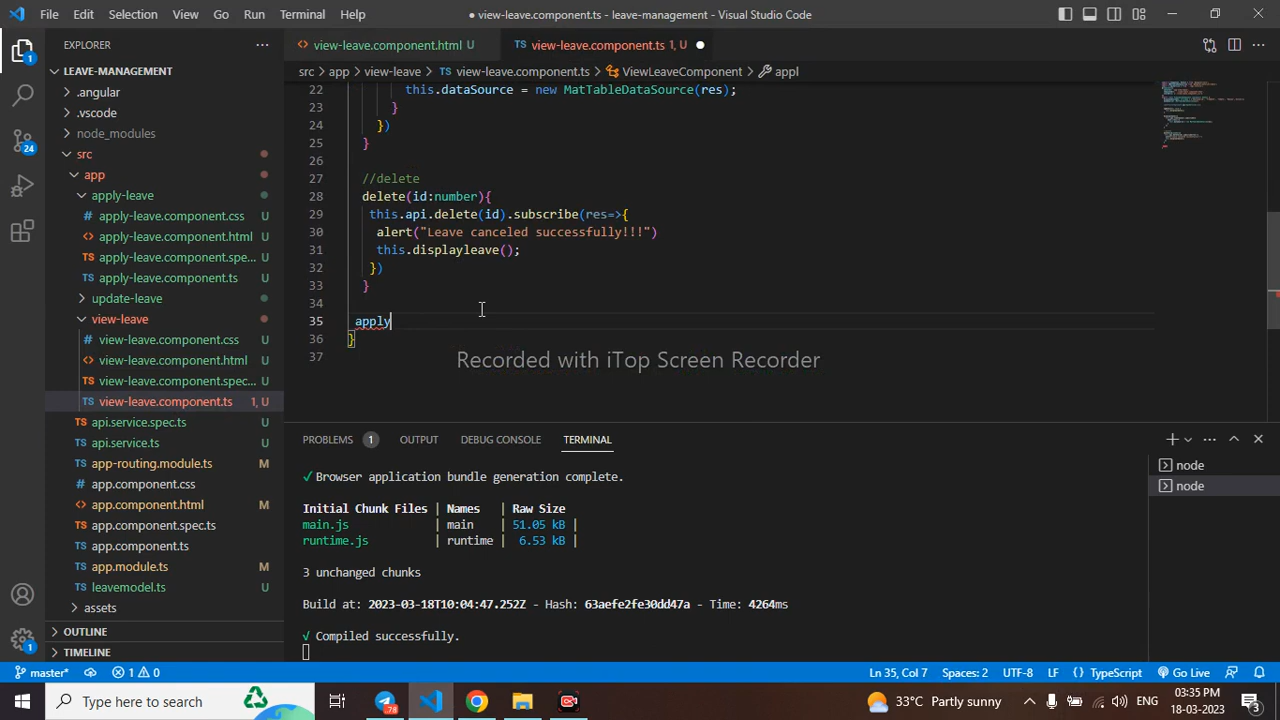 File Edit Selection View Go Run Terminal Help
view-leave.component.ts - leave-management - Visual Studio Code
EXPLORER
LEAVE-MANAGEMENT
.angular
.vscode
node_modules
src
app
apply-leave
apply-leave.component.css U
apply-leave.component.html U
apply-leave.component.spe... U
apply-leave.component.ts U
update-leave
view-leave
view-leave.component.css U
view-leave.component.html U
view-leave.component.spec... U
view-leave.component.ts 1, U
api.service.spec.ts U
api.service.ts U
app-routing.module.ts M
app.component.css
app.component.html M
app.component.spec.ts
app.component.ts
app.module.ts M
leavemodel.ts U
assets
OUTLINE
TIMELINE
1
24
1
view-leave.component.html U
TS view-leave.component.ts 1, U
src > app > view-leave > TS view-leave.component.ts > ViewLeaveComponent > appl
22 this.dataSource = new MatTableDataSource(res);
23 }
24 })
25 }
26
27 //delete
28 delete(id:number){
29 this.api.delete(id).subscribe(res=>{
30 alert("Leave canceled successfully!!!")
31 this.displayleave();
32 })
33 }
34
35 apply
36 }
37
Recorded with iTop Screen Recorder
PROBLEMS 1 OUTPUT DEBUG CONSOLE TERMINAL
√ Browser application bundle generation complete.
Initial Chunk Files | Names | Raw Size
main.js | main | 51.05 kB |
runtime.js | runtime | 6.53 kB |
3 unchanged chunks
Build at: 2023-03-18T10:04:47.252Z - Hash: 63aefe2fe30dd47a - Time: 4264ms
√ Compiled successfully.
node
node
master* 1 0 Ln 35, Col 7 Spaces: 2 UTF-8 LF {} TypeScript Go Live
Type here to search
78
33°C Partly sunny
ENG
03:35 PM
18-03-2023
3